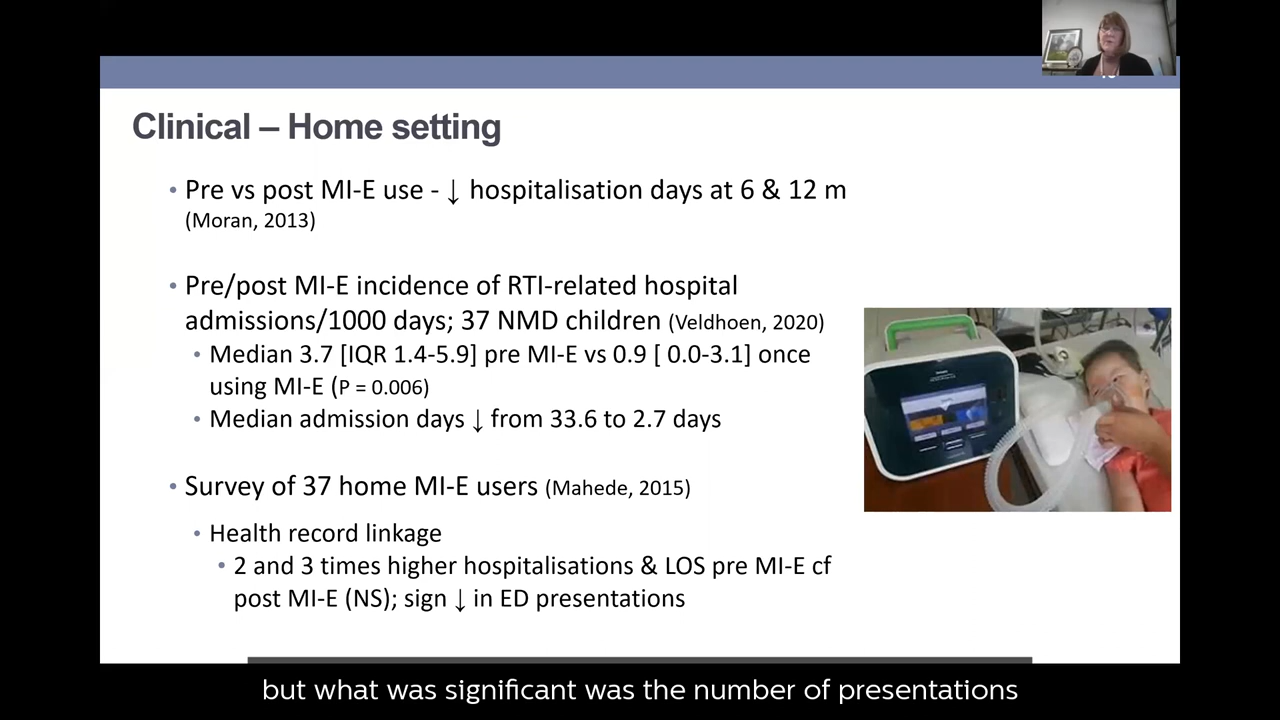 Clinical – Home setting
• Pre vs post MI-E use - ↓ hospitalisation days at 6 & 12 m
(Moran, 2013)
• Pre/post MI-E incidence of RTI-related hospital
admissions/1000 days; 37 NMD children (Veldhoen, 2020)
• Median 3.7 [IQR 1.4-5.9] pre MI-E vs 0.9 [ 0.0-3.1] once
using MI-E (P = 0.006)
• Median admission days ↓ from 33.6 to 2.7 days
• Survey of 37 home MI-E users (Mahede, 2015)
• Health record linkage
• 2 and 3 times higher hospitalisations & LOS pre MI-E cf
post MI-E (NS); sign ↓ in ED presentations
but what was significant was the number of presentations